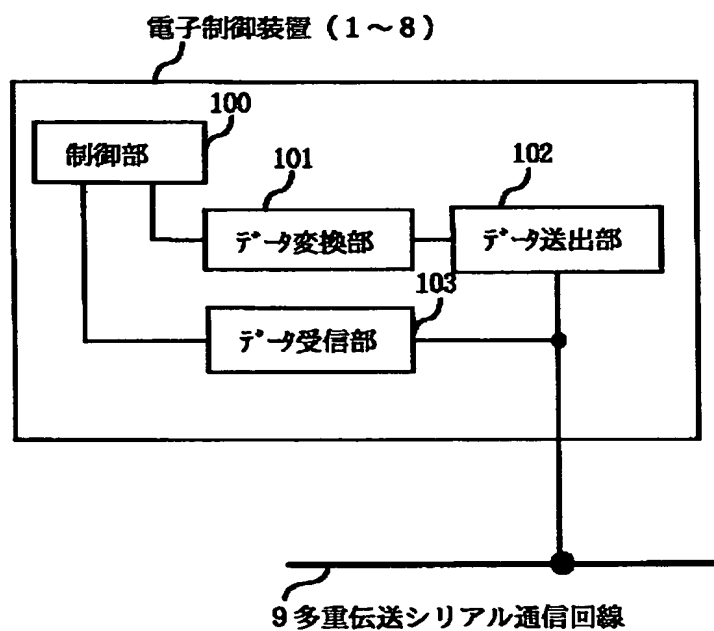 電子制御装置（1～8）
100
制御部
101
データ変換部
102
データ送出部
103
データ受信部
9多重伝送シリアル通信回線